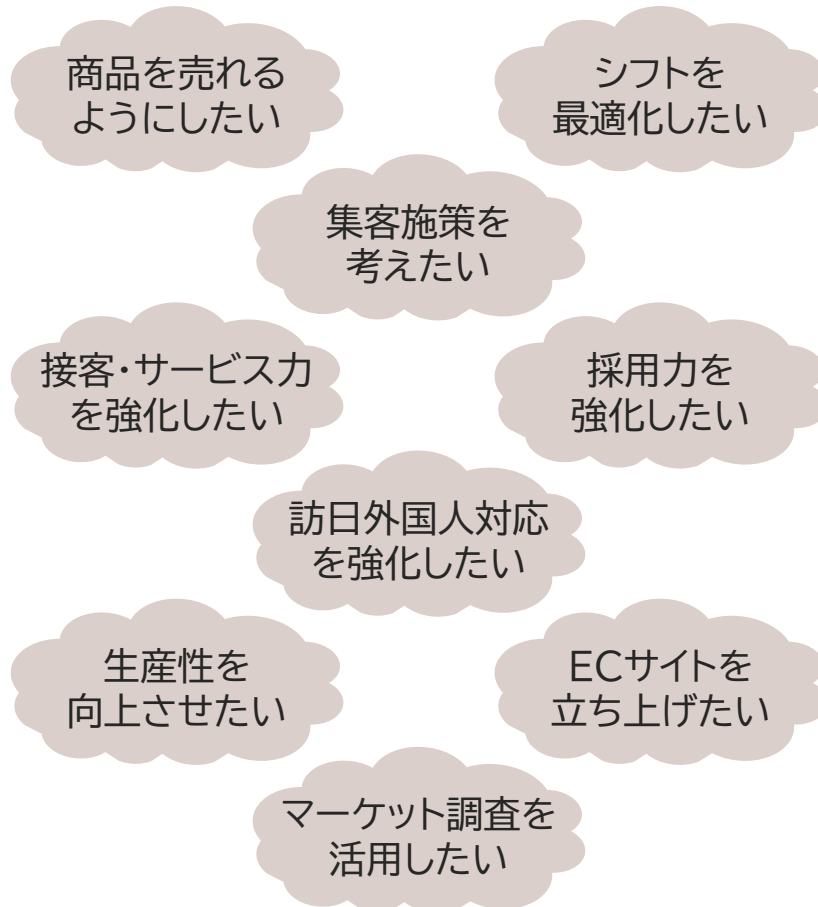 商品を売れる
ようにしたい
シフトを
最適化したい
集客施策を
考えたい
接客・サービス力
を強化したい
採用力を
強化したい
訪日外国人対応
を強化したい
生産性を
向上させたい
ECサイトを
立ち上げたい
マーケット調査を
活用したい